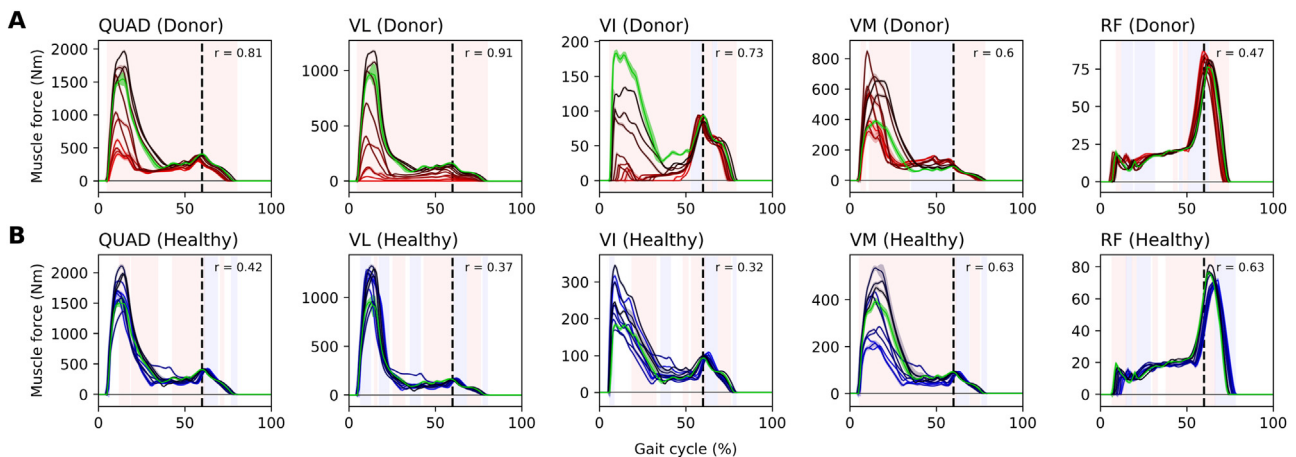 A
QUAD (Donor)
VL (Donor)
VI (Donor)
VM (Donor)
RF (Donor)
Muscle force (Nm)
2000
1500
1000
500
0
r = 0.81
0
50
100
1000
500
0
r = 0.91
0
50
100
200
150
100
50
0
r = 0.73
0
50
100
800
600
400
200
0
r = 0.6
0
50
100
75
50
25
0
r = 0.47
0
50
100
B
QUAD (Healthy)
VL (Healthy)
VI (Healthy)
VM (Healthy)
RF (Healthy)
Muscle force (Nm)
2000
1500
1000
500
0
r = 0.42
0
50
100
1000
500
0
r = 0.37
0
50
100
300
200
100
0
r = 0.32
0
50
100
400
200
0
r = 0.63
0
50
100
80
60
40
20
0
r = 0.63
0
50
100
Gait cycle (%)